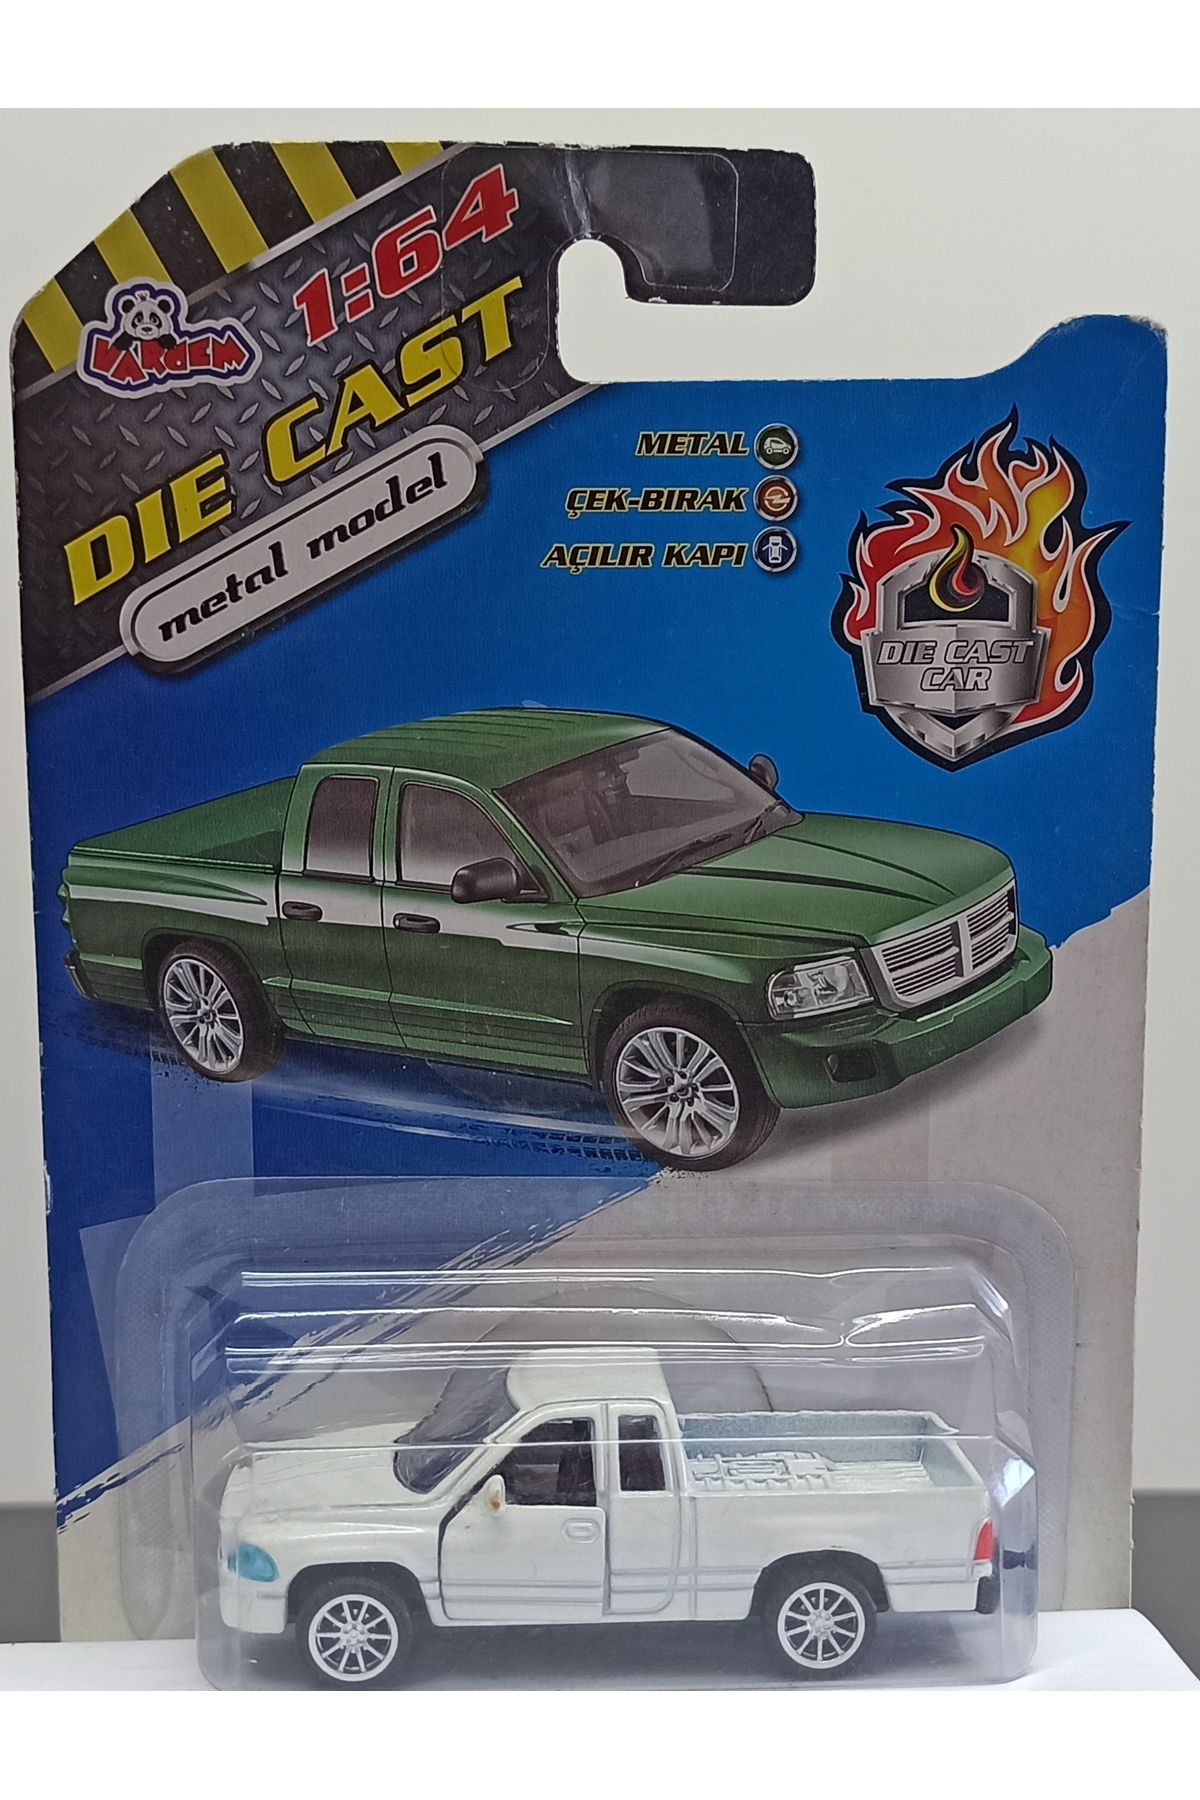 1:64
VARDEM
DIE CAST
metal model
METAL
ÇEK-BIRAK
AÇILIR KAPI
DIE CAST
CAR